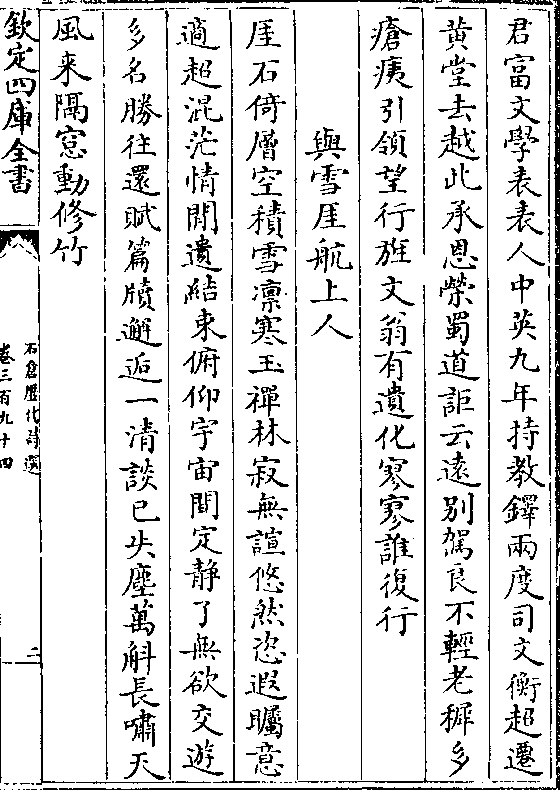 君富文學表表人中英九年持教鐸兩度司文衡超遷
黄堂去越此承恩榮蜀道詎云遠别駕良不輕老穉多
瘡痍引領望行旌文翁有遺化寥寥誰復行
與雪厓航上人
厓石倚層空積雪凛寒玉禪林寂無諠悠然恣遐矚意
適超混茫情閒遺結束俯仰宇宙間定静了無欲交遊
多名勝往還賦篇牘邂逅一清談已失塵萬斛長嘯天
風来隔窓動修竹
欽定四庫全書
石倉歷代詩選
卷三百九十四
二